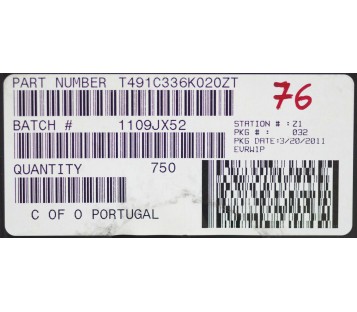 PART NUMBER T491C336K020ZT
76
BATCH # 1109JX52
STATION # : Z1
PKG # : 032
PKG DATE:3/20/2011
EVRW1P
QUANTITY 750
C OF O PORTUGAL